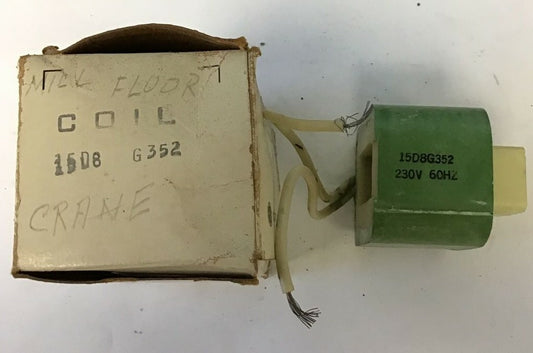 MILL FLOOR
COIL
15D8 G352
CRANE
15D8G352
230V 60HZ